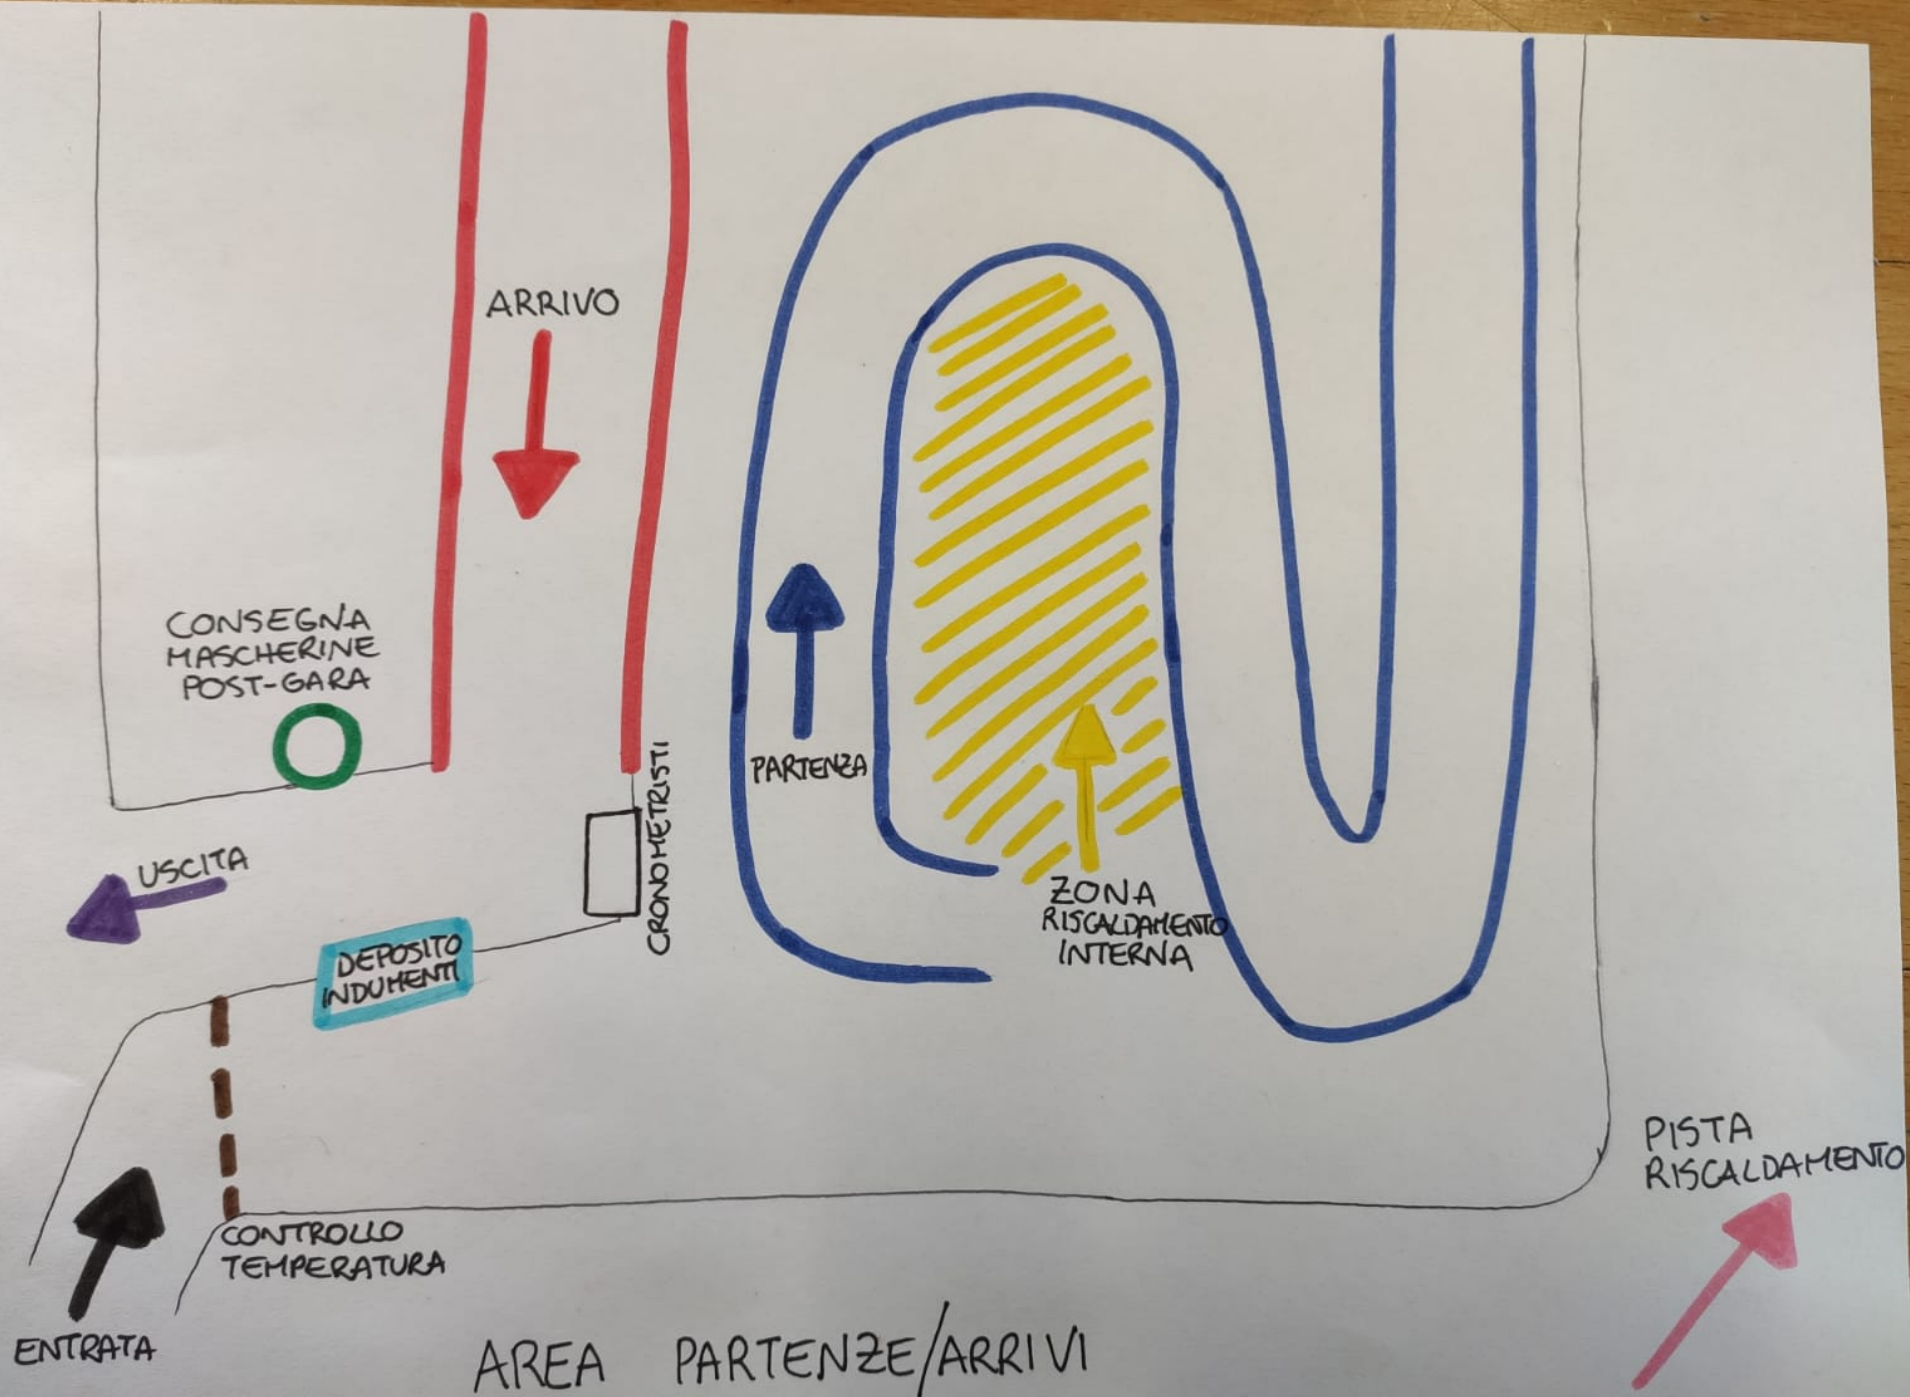 ARRIVO
CONSEGNA
MASCHERINE
POST-GARA
PARTENZA
CRONOMETRISTI
USCITA
ZONA
RISCALDAMENTO
INTERNA
DEPOSITO
INDUMENTI
PISTA
RISCALDAMENTO
CONTROLLO
TEMPERATURA
ENTRATA
AREA PARTENZE/ARRIVI